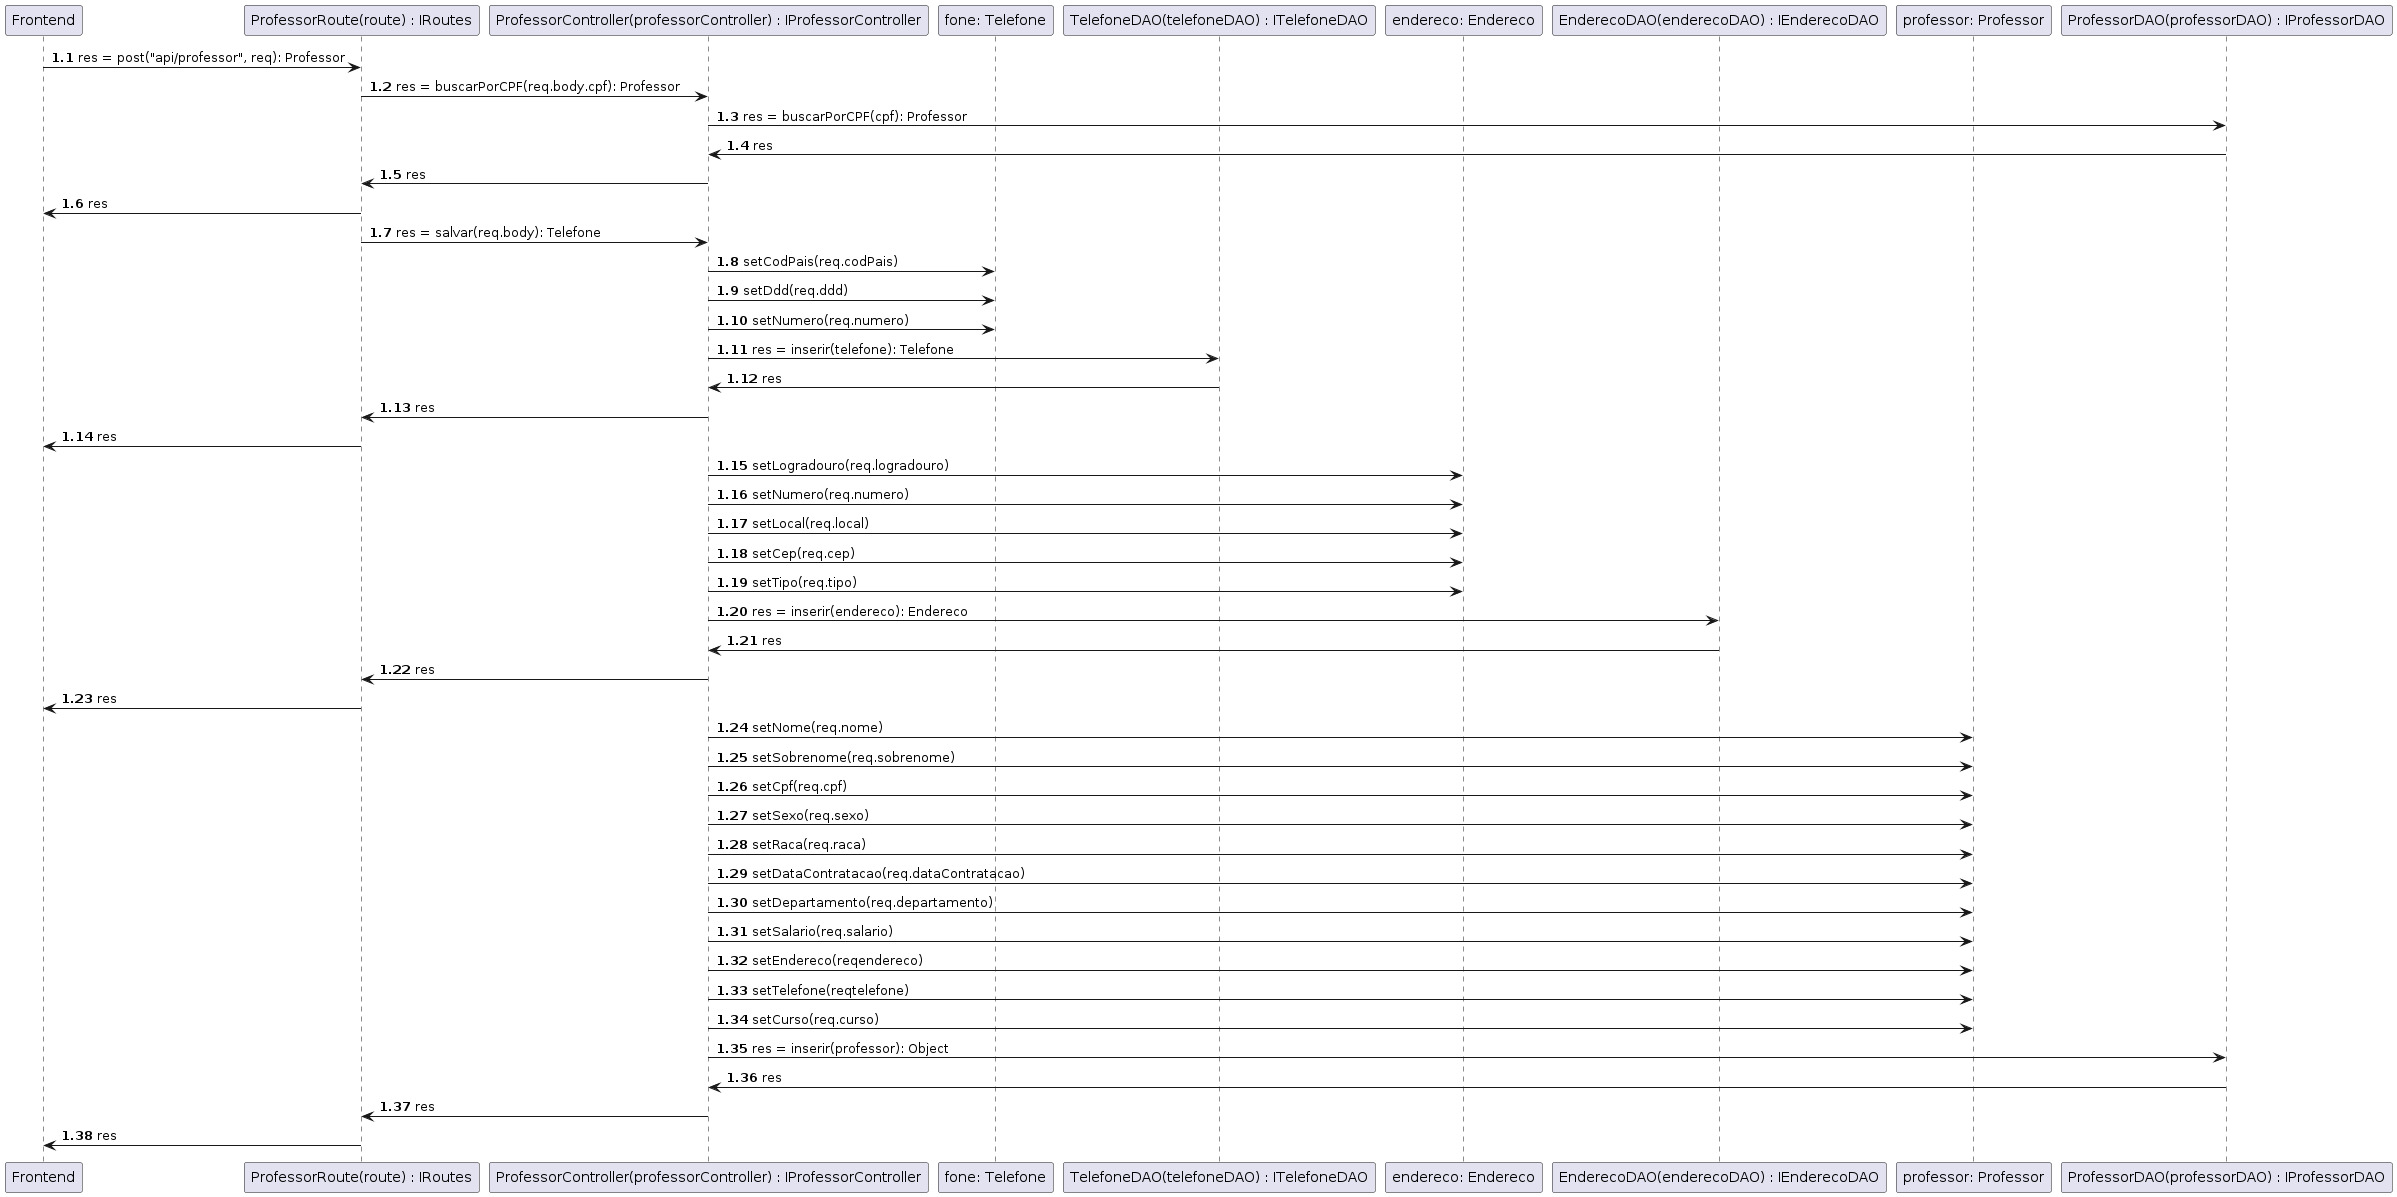 Frontend ProfessorRoute(route) : IRoutes ProfessorController(professorController) : IProfessorController fone: Telefone TelefoneDAO(telefoneDAO) : ITelefoneDAO endereco: Endereco EnderecoDAO(enderecoDAO) : IEnderecoDAO professor: Professor ProfessorDAO(professorDAO) : IProfessorDAO
1.1 res = post("api/professor", req): Professor
1.2 res = buscarPorCPF(req.body.cpf): Professor
1.3 res = buscarPorCPF(cpf): Professor
1.4 res
1.5 res
1.6 res
1.7 res = salvar(req.body): Telefone
1.8 setCodPais(req.codPais)
1.9 setDdd(req.ddd)
1.10 setNumero(req.numero)
1.11 res = inserir(telefone): Telefone
1.12 res
1.13 res
1.14 res
1.15 setLogradouro(req.logradouro)
1.16 setNumero(req.numero)
1.17 setLocal(req.local)
1.18 setCep(req.cep)
1.19 setTipo(req.tipo)
1.20 res = inserir(endereco): Endereco
1.21 res
1.22 res
1.23 res
1.24 setNome(req.nome)
1.25 setSobrenome(req.sobrenome)
1.26 setCpf(req.cpf)
1.27 setSexo(req.sexo)
1.28 setRaca(req.raca)
1.29 setDataContratacao(req.dataContratacao)
1.30 setDepartamento(req.departamento)
1.31 setSalario(req.salario)
1.32 setEndereco(reqendereco)
1.33 setTelefone(reqtelefone)
1.34 setCurso(req.curso)
1.35 res = inserir(professor): Object
1.36 res
1.37 res
1.38 res
Frontend ProfessorRoute(route) : IRoutes ProfessorController(professorController) : IProfessorController fone: Telefone TelefoneDAO(telefoneDAO) : ITelefoneDAO endereco: Endereco EnderecoDAO(enderecoDAO) : IEnderecoDAO professor: Professor ProfessorDAO(professorDAO) : IProfessorDAO